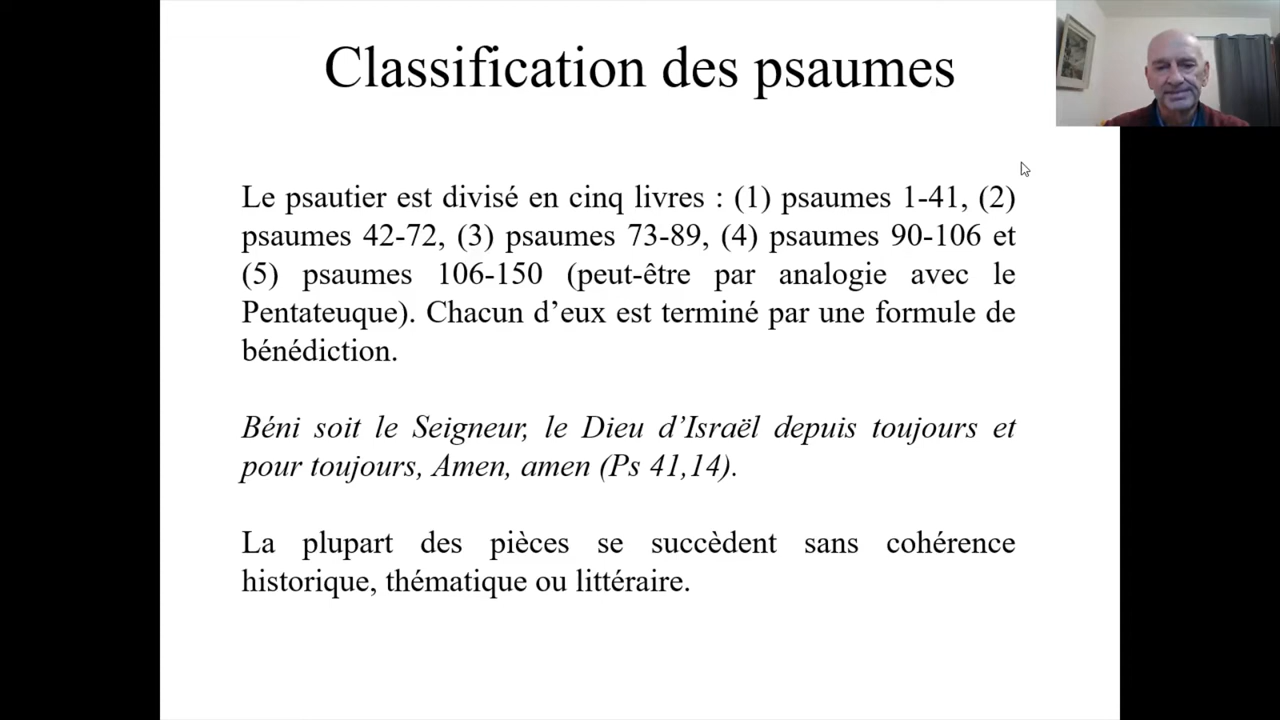 Classification des psaumes
Le psautier est divisé en cinq livres : (1) psaumes 1-41, (2)
psaumes 42-72, (3) psaumes 73-89, (4) psaumes 90-106 et
(5) psaumes 106-150 (peut-être par analogie avec le
Pentateuque). Chacun d’eux est terminé par une formule de
bénédiction.
Béni soit le Seigneur, le Dieu d’Israël depuis toujours et
pour toujours, Amen, amen (Ps 41,14).
La plupart des pièces se succèdent sans cohérence
historique, thématique ou littéraire.